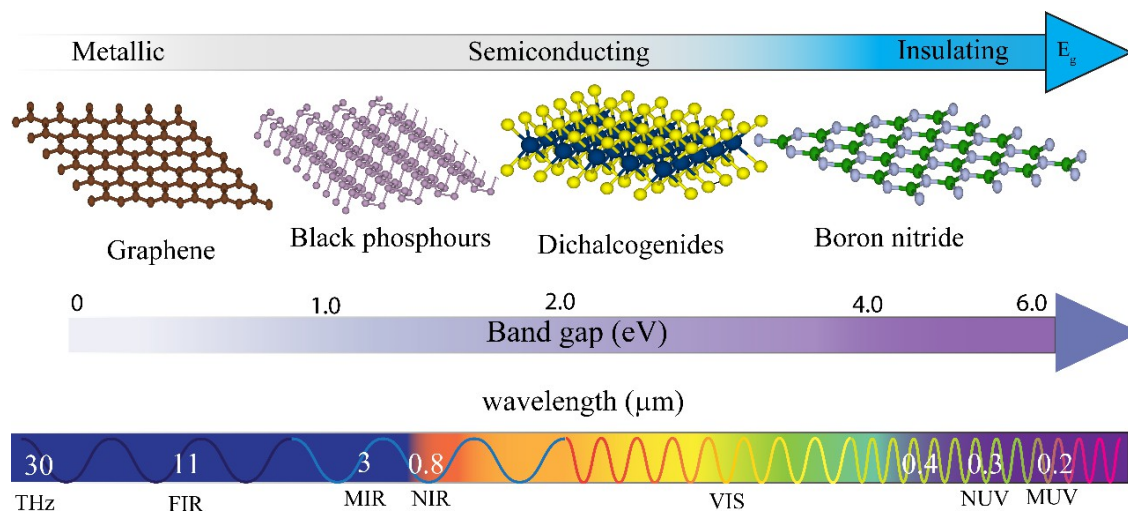 Metallic Semiconducting Insulating E_g
Graphene Black phosphours Dichalcogenides Boron nitride
0 1.0 2.0 4.0 6.0
Band gap (eV)
wavelength (μm)
30 11 3 0.8 0.4 0.3 0.2
THz FIR MIR NIR VIS NUV MUV